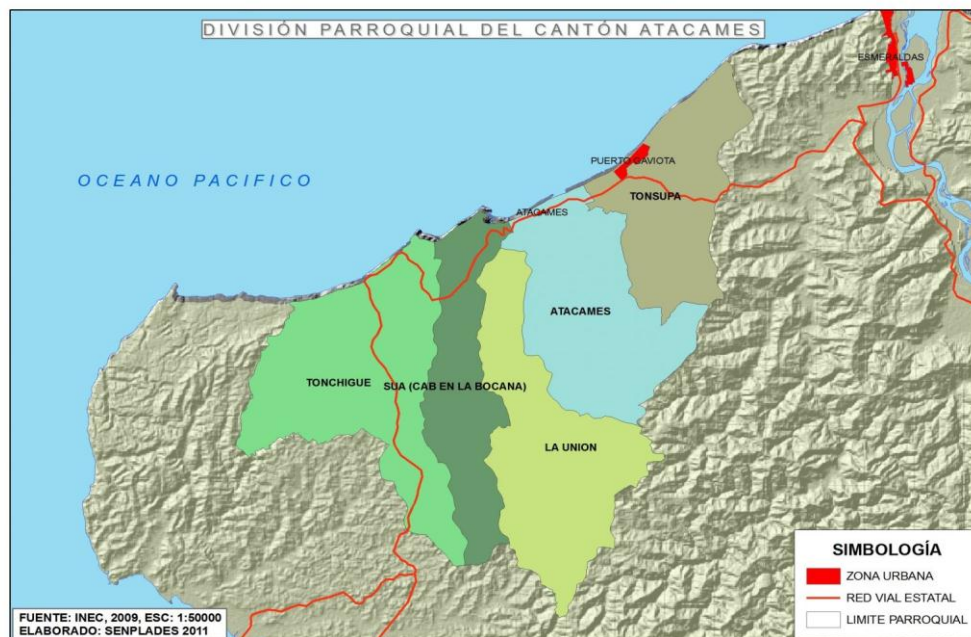 DIVISIÓN PARROQUIAL DEL CANTÓN ATACAMES
ESMERALDAS
PUERTO GAVIOTA
OCEANO PACIFICO
TONSUPA
ATACAMES
ATACAMES
TONCHIGUE
SUA (CAB EN LA BOCANA)
LA UNION
SIMBOLOGÍA
ZONA URBANA
RED VIAL ESTATAL
LIMITE PARROQUIAL
FUENTE: INEC, 2009, ESC: 1:50000
ELABORADO: SENPLADES 2011